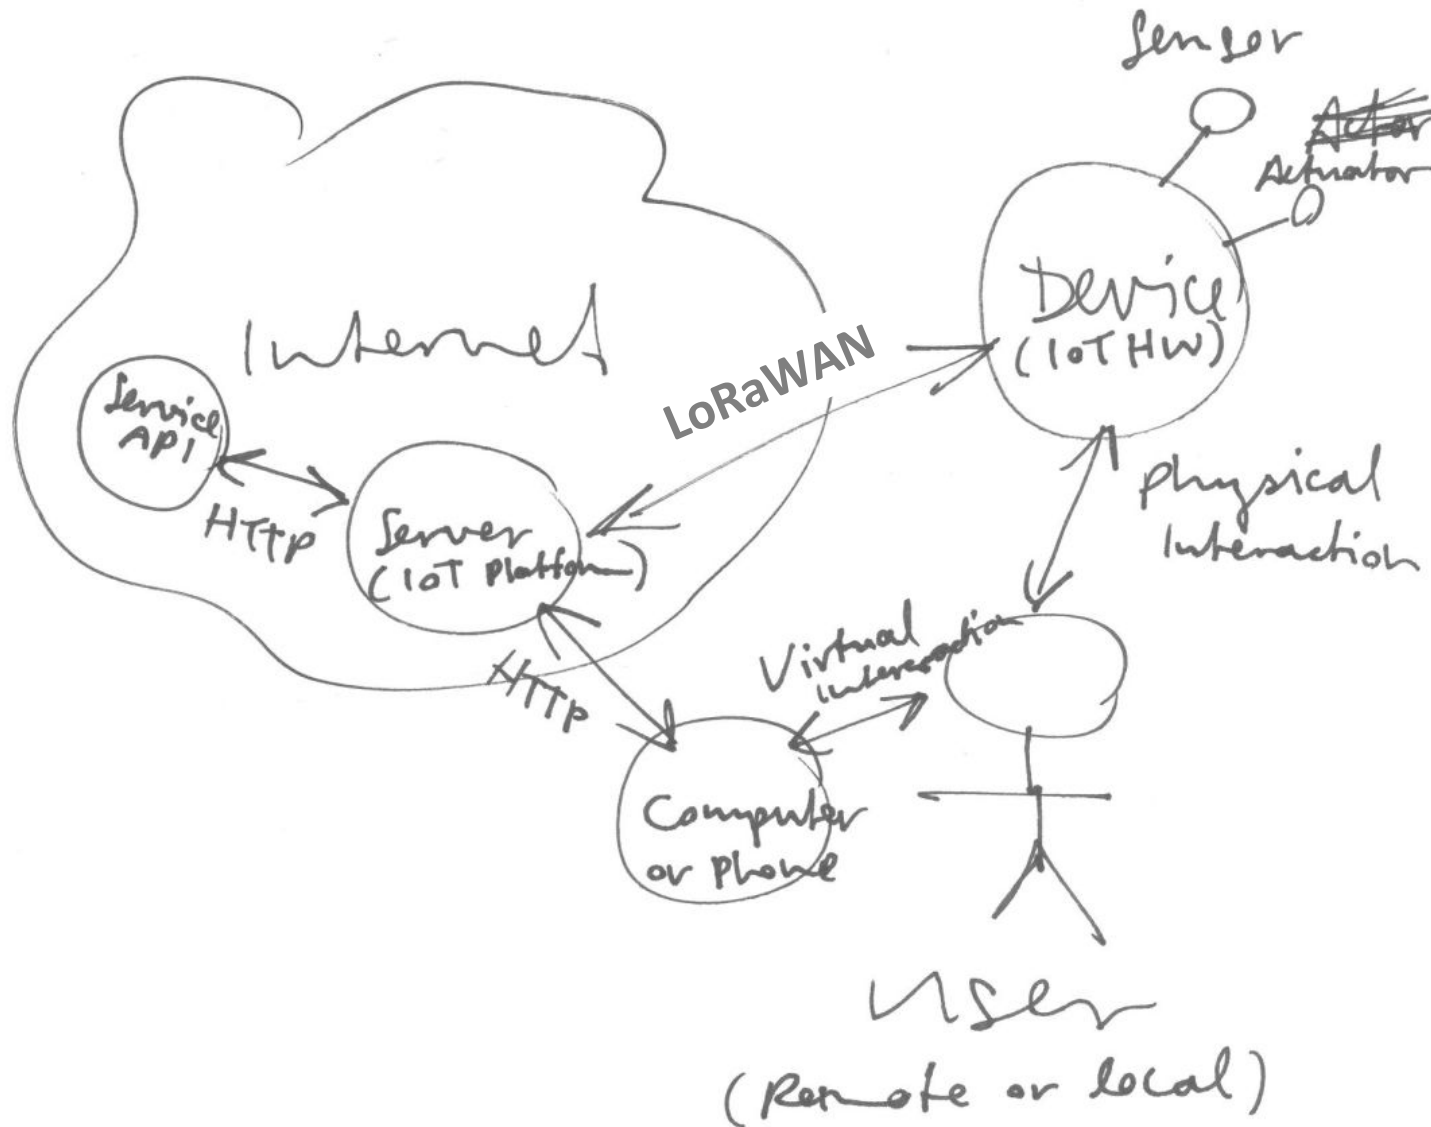 Sensor
Actor
Actuator
Internet
Device
(IoT HW)
LoRaWAN
Service
API
HTTP
Server
(IoT Platform)
Physical
Interaction
Virtual
Interaction
HTTP
Computer
or Phone
User
(Remote or local)